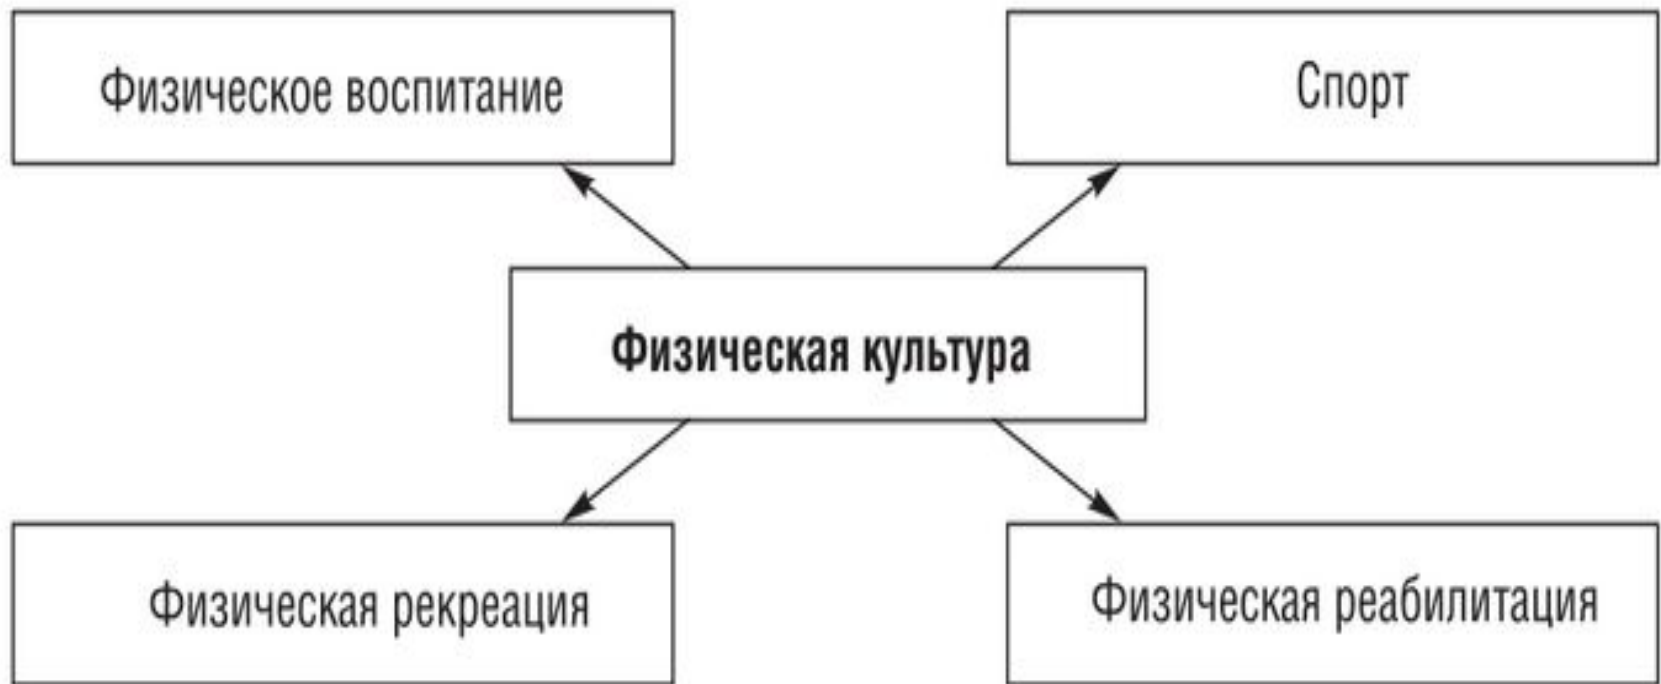 Физическое воспитание
Спорт
Физическая культура
Физическая рекреация
Физическая реабилитация